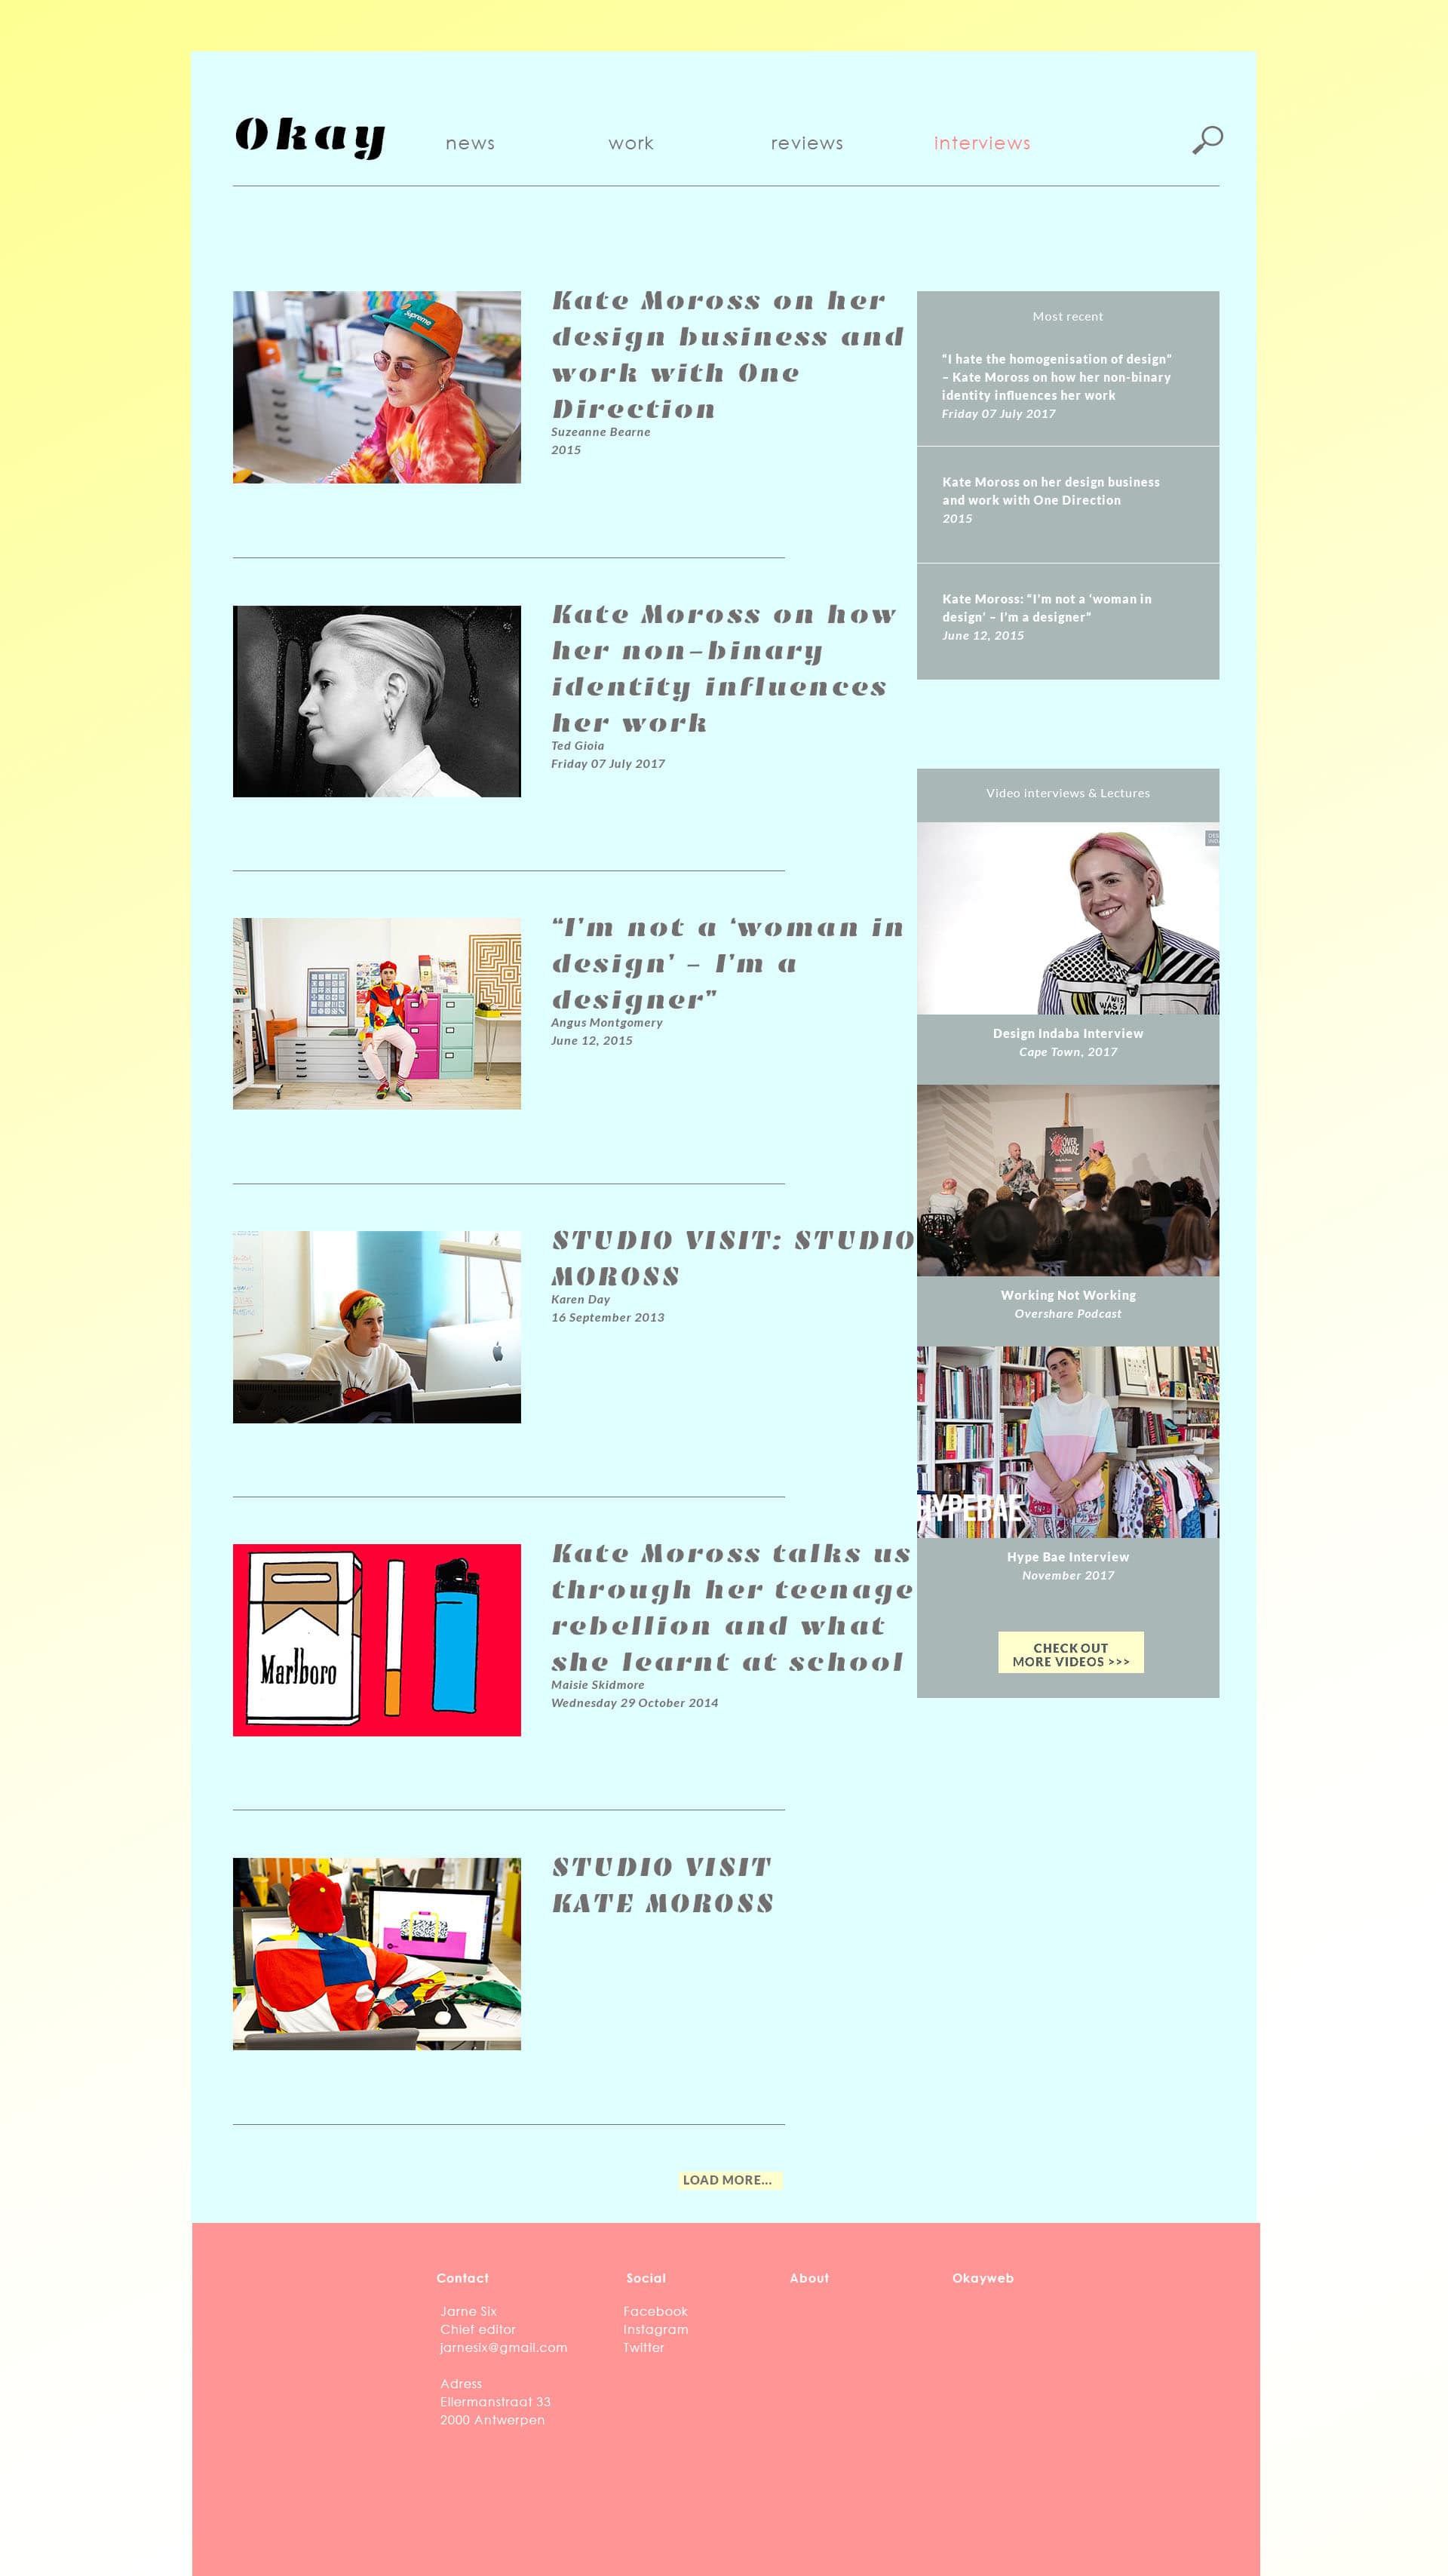 Okay
news
work
reviews
interviews
Supreme
Kate Moross on her
design business and
work with One
Direction
Suzeanne Bearne
2015
Kate Moross on how
her non-binary
identity influences
her work
Ted Gioia
Friday 07 July 2017
“I’m not a ‘woman in
design’ – I’m a
designer”
Angus Montgomery
June 12, 2015
STUDIO VISIT: STUDIO
MOROSS
Karen Day
16 September 2013
Marlboro
Kate Moross talks us
through her teenage
rebellion and what
she learnt at school
Maisie Skidmore
Wednesday 29 October 2014
STUDIO VISIT
KATE MOROSS
LOAD MORE...
Most recent
“I hate the homogenisation of design”
– Kate Moross on how her non-binary
identity influences her work
Friday 07 July 2017
Kate Moross on her design business
and work with One Direction
2015
Kate Moross: “I’m not a ‘woman in
design’ – I’m a designer”
June 12, 2015
Video interviews & Lectures
Design Indaba Interview
Cape Town, 2017
OVER
SHARE
Working Not Working
Overshare Podcast
HYPEBAE
Hype Bae Interview
November 2017
CHECK OUT
MORE VIDEOS >>>
Contact
Jarne Six
Chief editor
jarnesix@gmail.com
Adress
Ellermanstraat 33
2000 Antwerpen
Social
Facebook
Instagram
Twitter
About
Okayweb